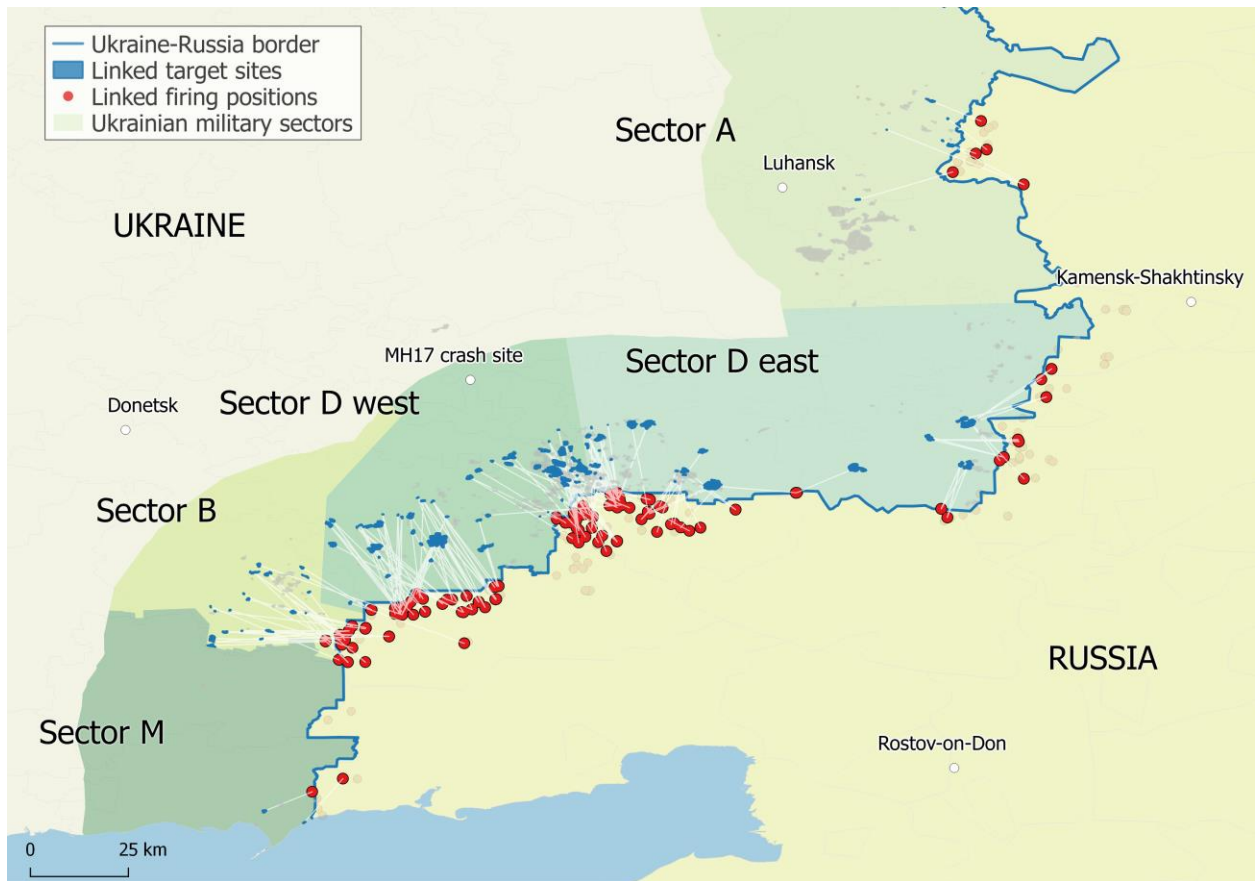 Ukraine-Russia border
Linked target sites
Linked firing positions
Ukrainian military sectors
Sector A
Luhansk
UKRAINE
Kamensk-Shakhtinsky
MH17 crash site
Sector D east
Sector D west
Donetsk
Sector B
RUSSIA
Sector M
Rostov-on-Don
0 25 km